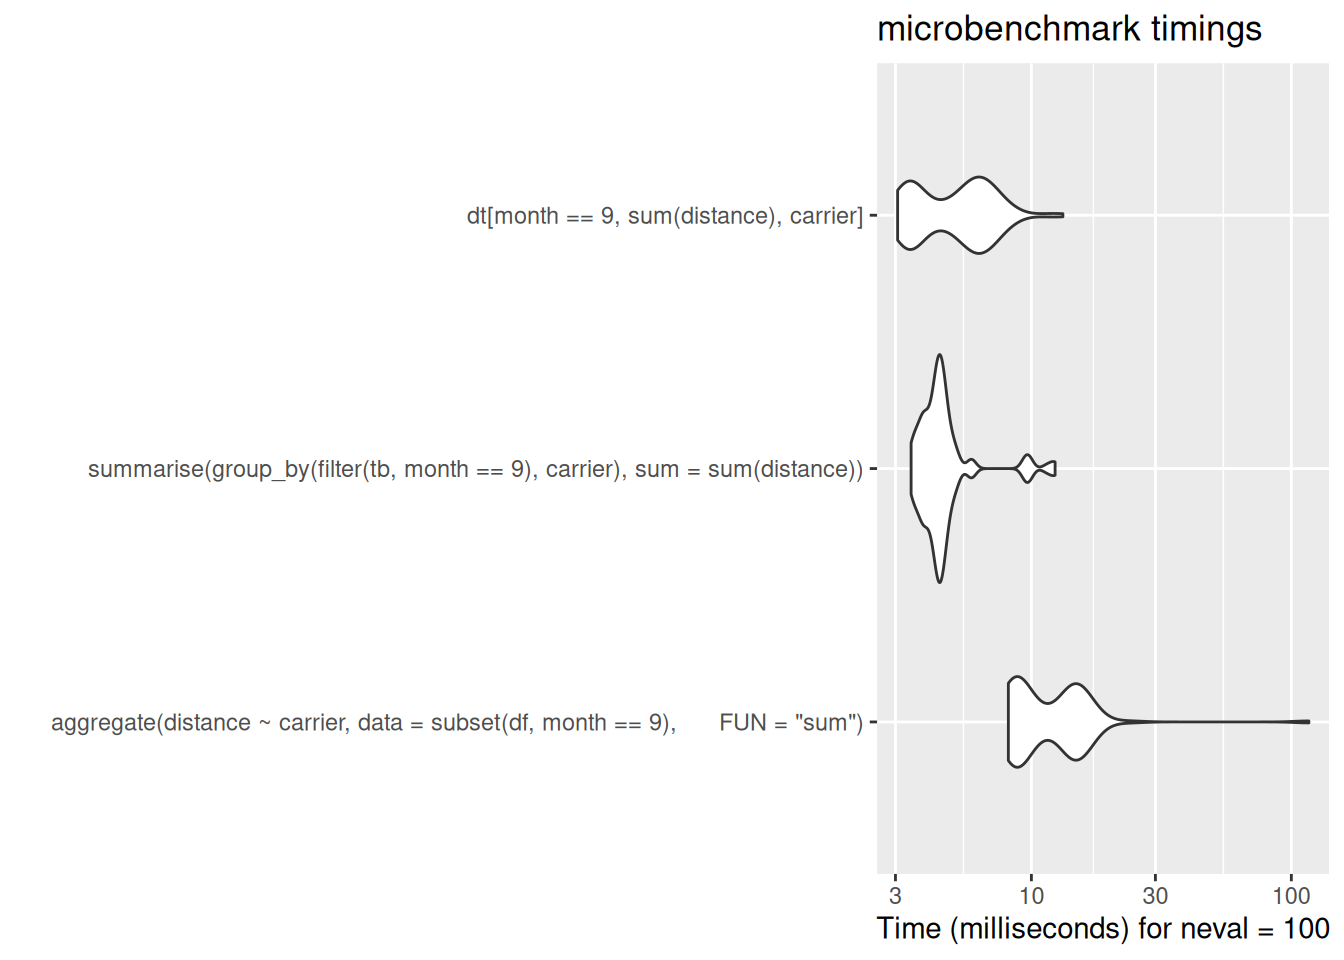 microbenchmark timings
dt[month == 9, sum(distance), carrier]
summarise(group_by(filter(tb, month == 9), carrier), sum = sum(distance))
aggregate(distance ~ carrier, data = subset(df, month == 9),      FUN = "sum")
3 10 30 100
Time (milliseconds) for neval = 100